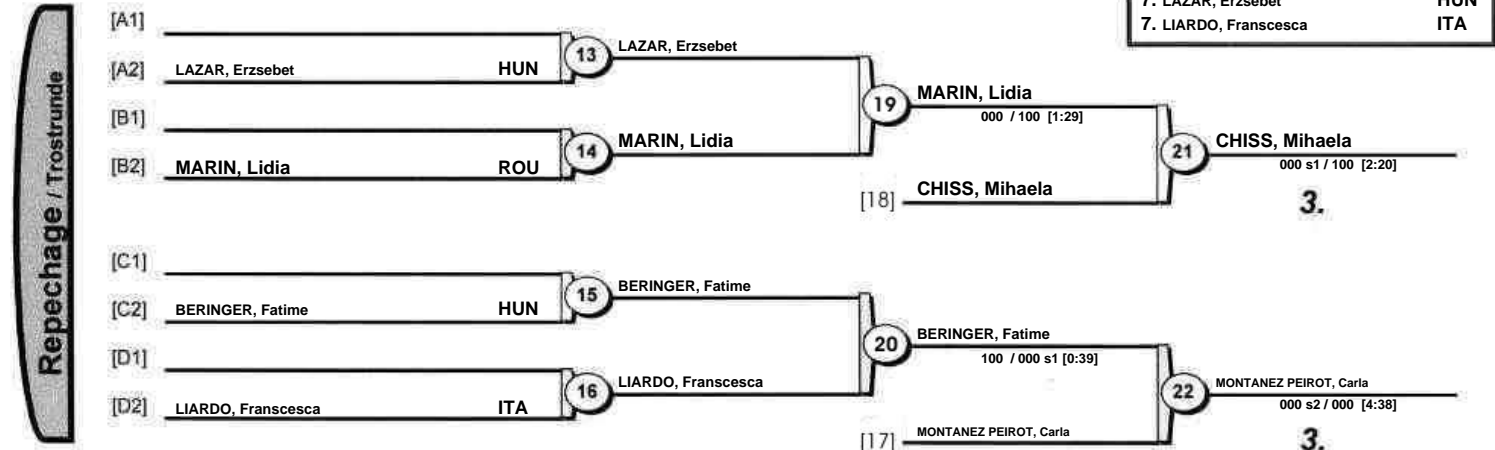 7. LAZAR, Erzsebet HUN
7. LIARDO, Franscesca ITA
Repechage / Trostrunde
[A1]
[A2] LAZAR, Erzsebet HUN
13 LAZAR, Erzsebet
[B1]
[B2] MARIN, Lidia ROU
14 MARIN, Lidia
19 MARIN, Lidia
000 / 100 [1:29]
[18] CHISS, Mihaela
21 CHISS, Mihaela
000 s1 / 100 [2:20]
3.
[C1]
[C2] BERINGER, Fatime HUN
15 BERINGER, Fatime
[D1]
[D2] LIARDO, Franscesca ITA
16 LIARDO, Franscesca
20 BERINGER, Fatime
100 / 000 s1 [0:39]
[17] MONTANEZ PEIROT, Carla
22 MONTANEZ PEIROT, Carla
000 s2 / 000 [4:38]
3.